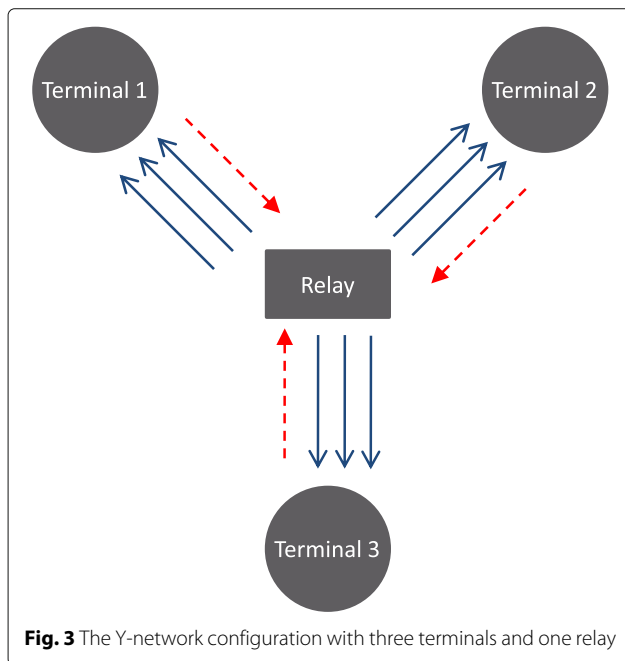 Terminal 1
Terminal 2
Relay
Terminal 3
Fig. 3 The Y-network configuration with three terminals and one relay